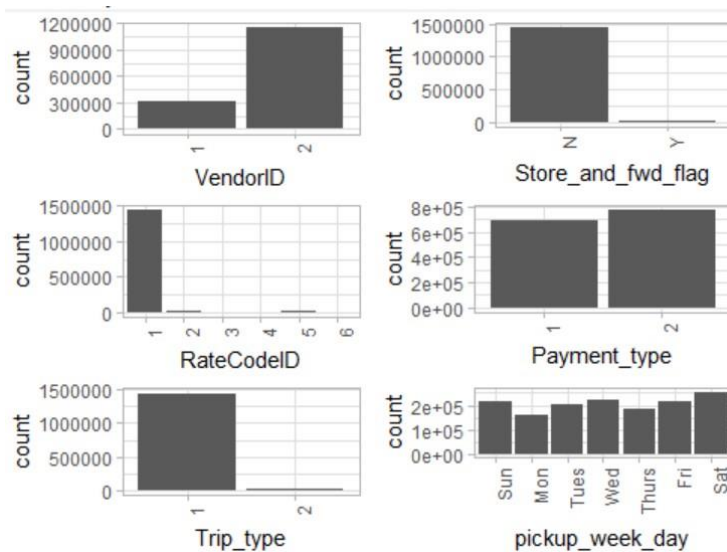 1200000
900000
600000
300000
0
count
1
2
VendorID
1500000
1000000
500000
0
count
N
Y
Store_and_fwd_flag
1500000
1000000
500000
0
count
1
2
3
4
5
6
RateCodeID
8e+05
6e+05
4e+05
2e+05
0e+00
count
1
2
Payment_type
1500000
1000000
500000
0
count
1
2
Trip_type
2e+05
1e+05
0e+00
count
Sun
Mon
Tues
Wed
Thurs
Fri
Sat
pickup_week_day